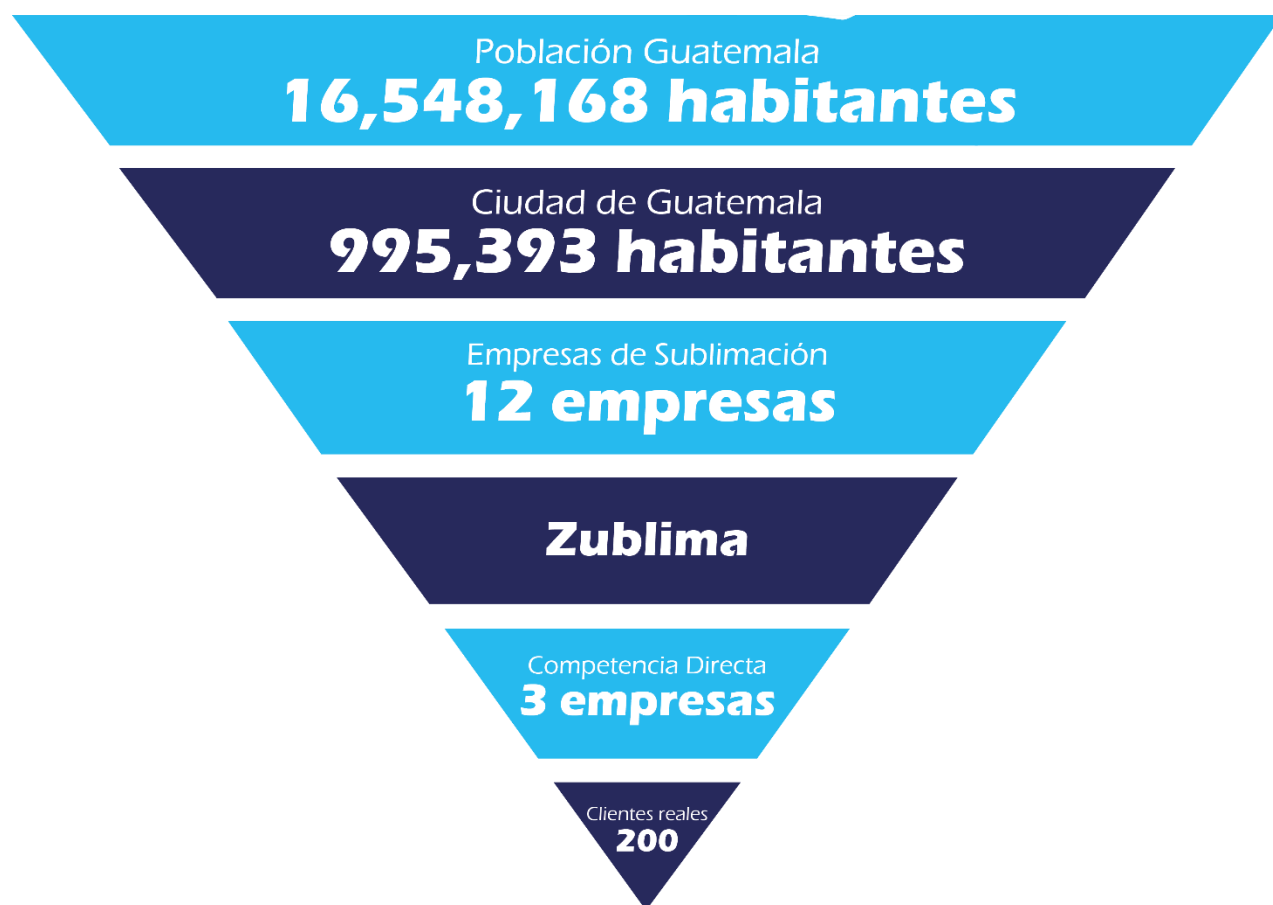 Población Guatemala
16,548,168 habitantes
Ciudad de Guatemala
995,393 habitantes
Empresas de Sublimación
12 empresas
Zublima
Competencia Directa
3 empresas
Clientes reales
200